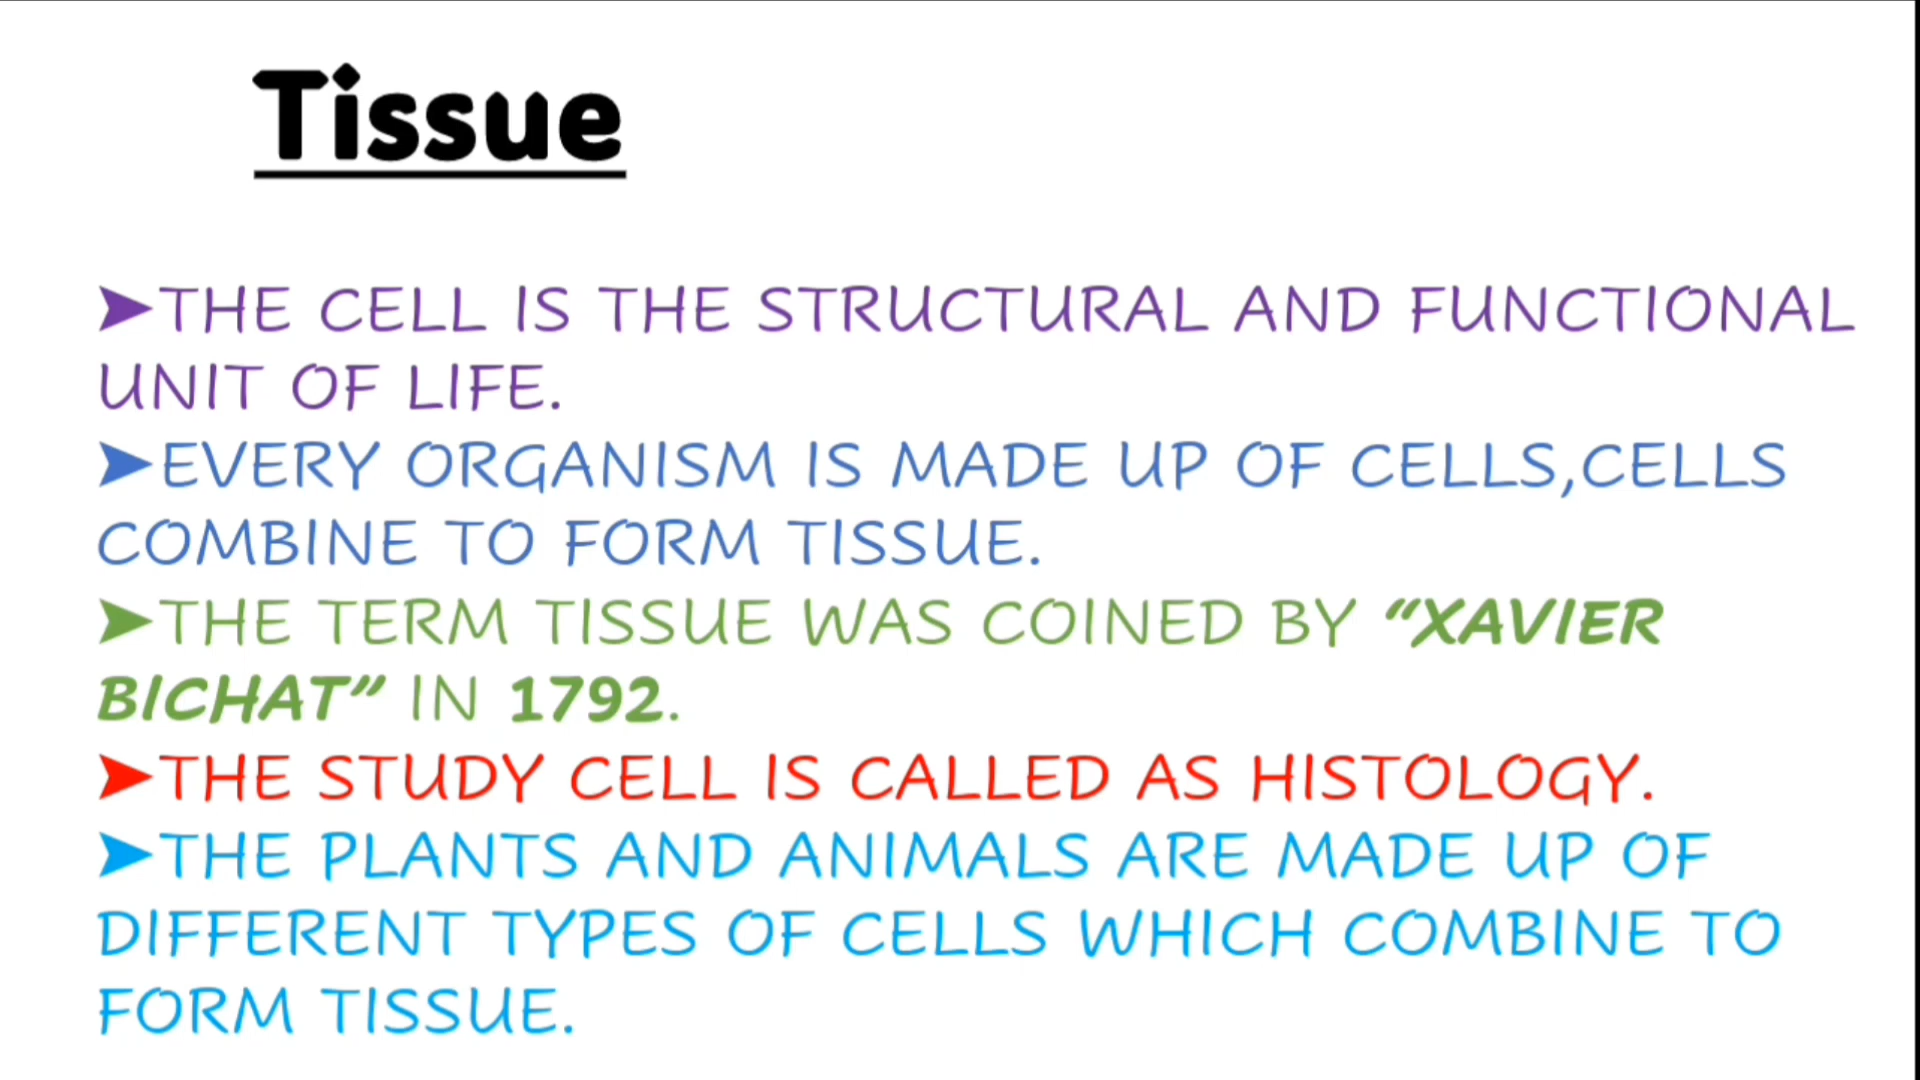 Tissue
➤THE CELL IS THE STRUCTURAL AND FUNCTIONAL
UNIT OF LIFE.
➤EVERY ORGANISM IS MADE UP OF CELLS,CELLS
COMBINE TO FORM TISSUE.
➤THE TERM TISSUE WAS COINED BY “XAVIER
BICHAT” IN 1792.
➤THE STUDY CELL IS CALLED AS HISTOLOGY.
➤THE PLANTS AND ANIMALS ARE MADE UP OF
DIFFERENT TYPES OF CELLS WHICH COMBINE TO
FORM TISSUE.